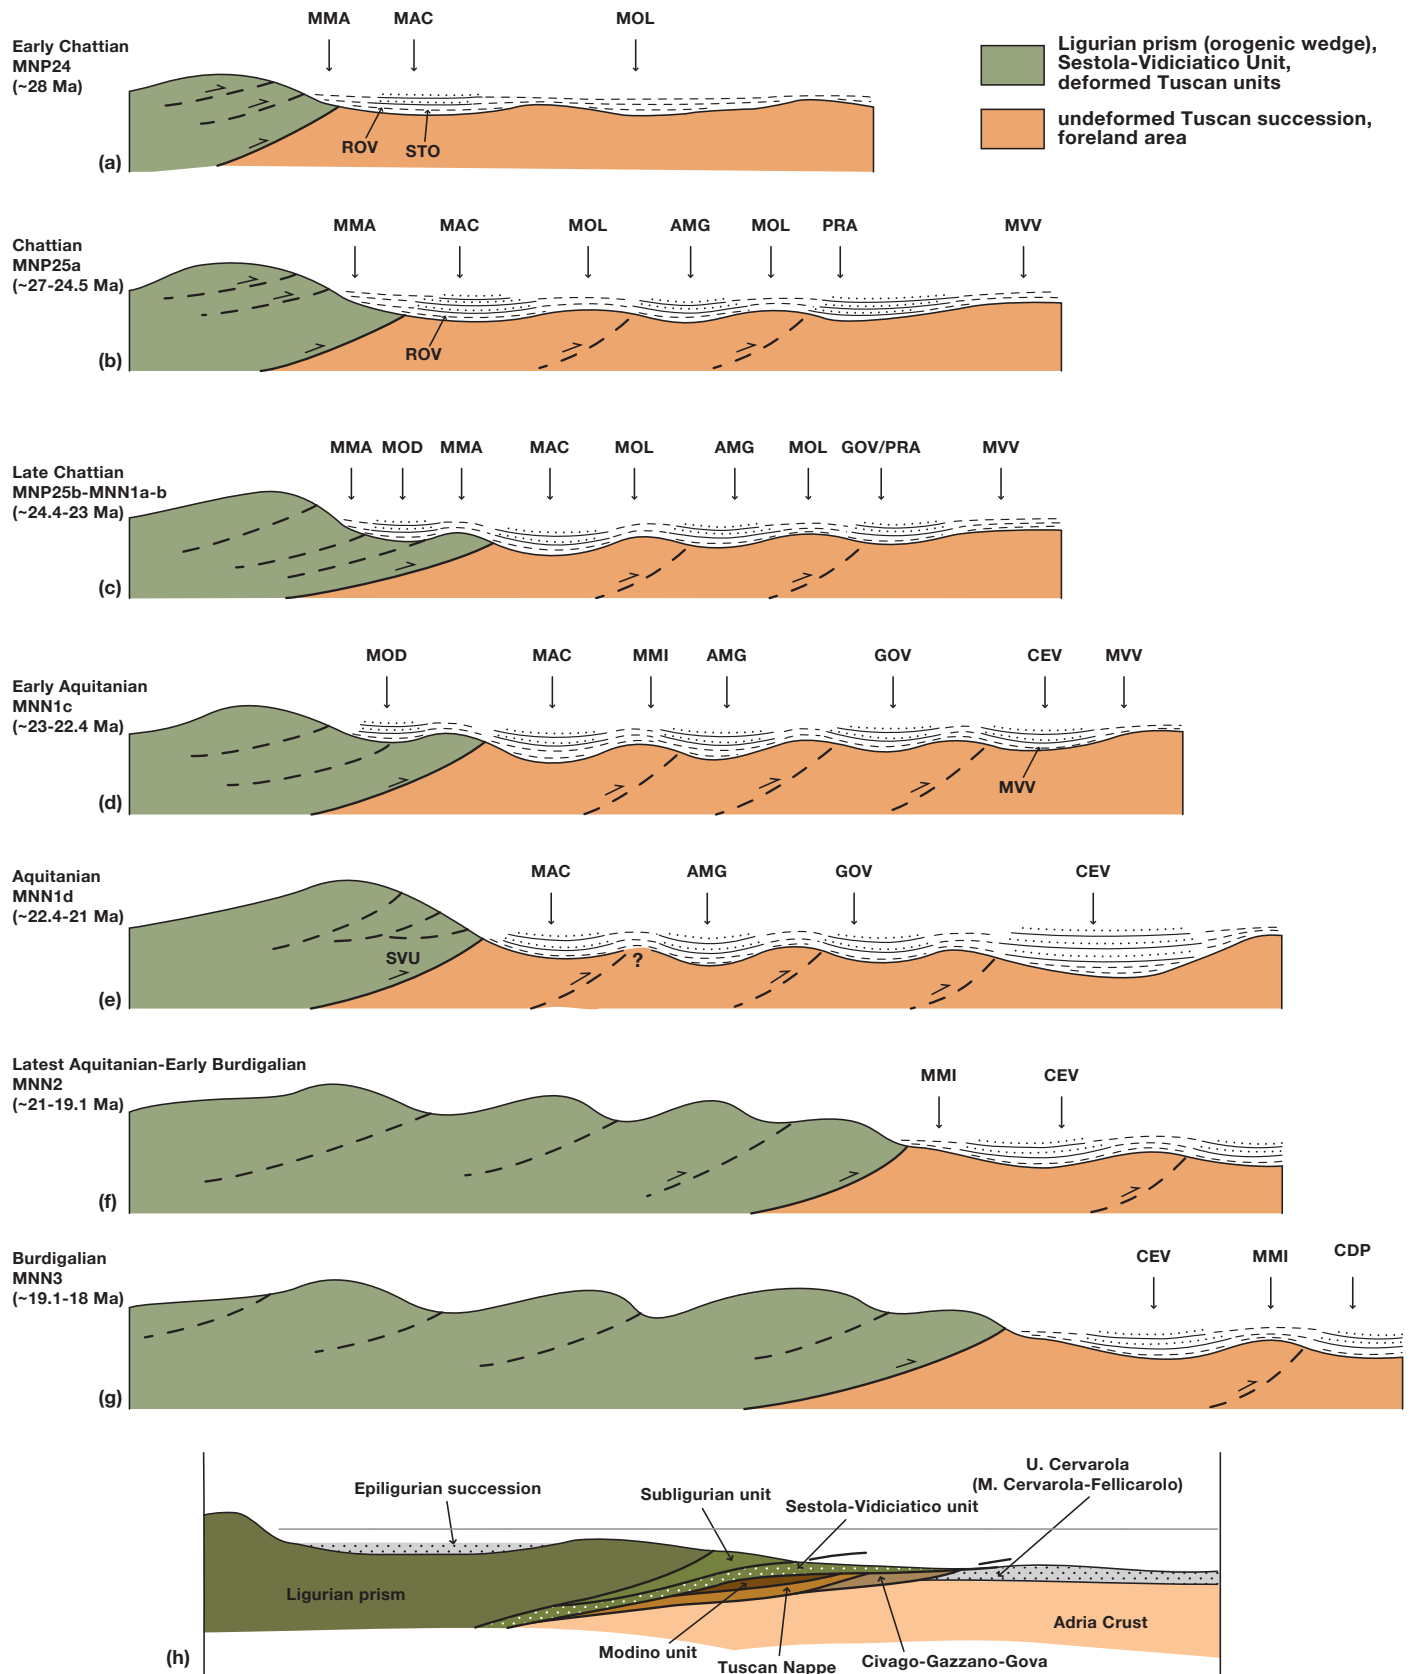 MMA MAC MOL
Early Chattian
MNP24
(~28 Ma)
Ligurian prism (orogenic wedge),
Sestola-Vidiciatico Unit,
deformed Tuscan units
undeformed Tuscan succession,
foreland area
ROV STO
(a)
MMA MAC MOL AMG MOL PRA MVV
Chattian
MNP25a
(~27-24.5 Ma)
ROV
(b)
MMA MOD MMA MAC MOL AMG MOL GOV/PRA MVV
Late Chattian
MNP25b-MNN1a-b
(~24.4-23 Ma)
(c)
MOD MAC MMI AMG GOV CEV MVV
Early Aquitanian
MNN1c
(~23-22.4 Ma)
MVV
(d)
MAC AMG GOV CEV
Aquitanian
MNN1d
(~22.4-21 Ma)
SVU ?
(e)
Latest Aquitanian-Early Burdigalian
MNN2
(~21-19.1 Ma)
MMI CEV
(f)
Burdigalian
MNN3
(~19.1-18 Ma)
CEV MMI CDP
(g)
U. Cervarola
(M. Cervarola-Fellicarolo)
Epiligurian succession
Subligurian unit
Sestola-Vidiciatico unit
Ligurian prism
Adria Crust
Modino unit
Tuscan Nappe
Civago-Gazzano-Gova
(h)